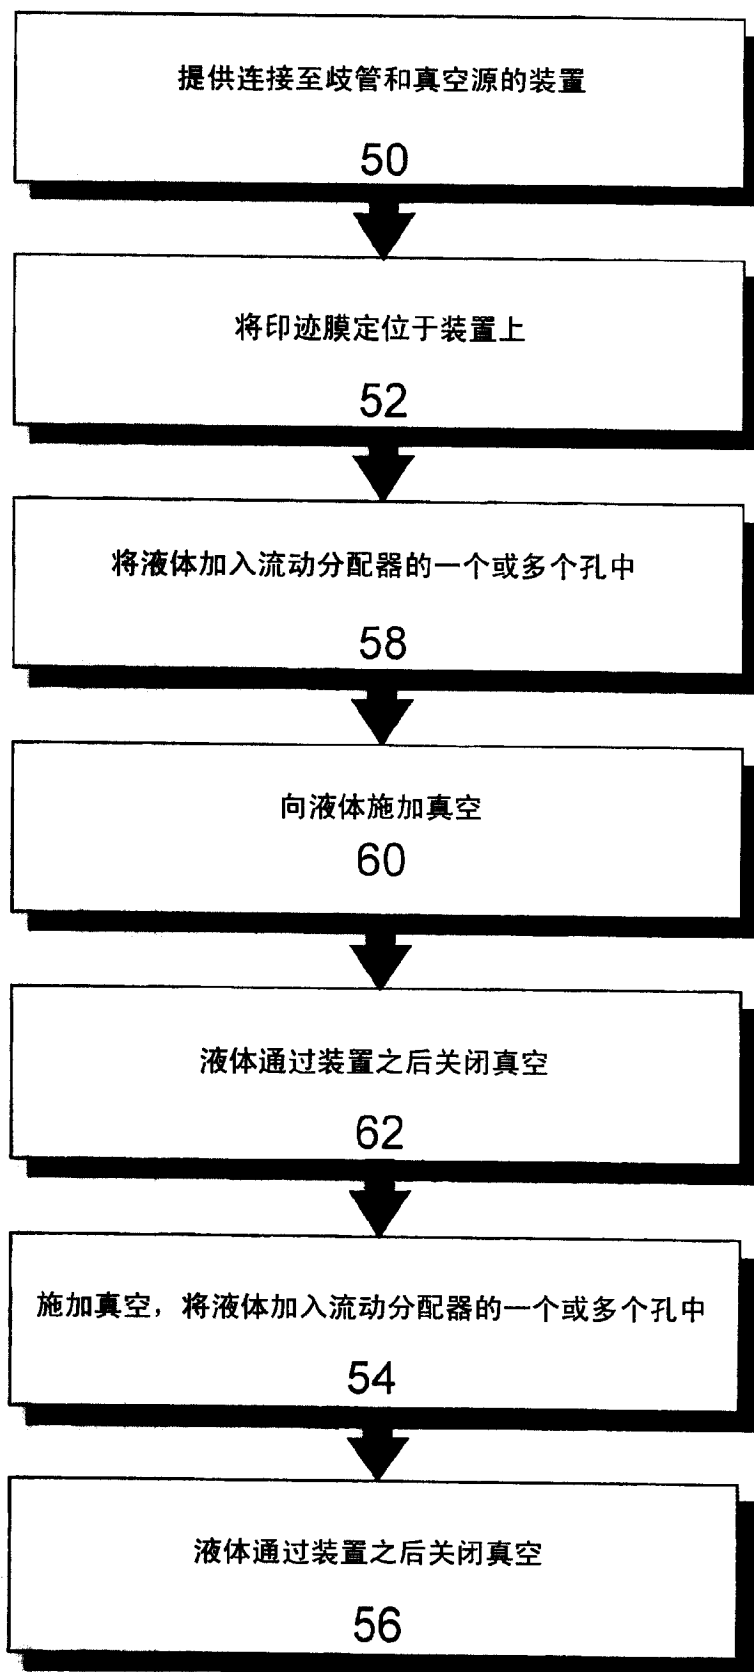 提供连接至歧管和真空源的装置
50
将印迹膜定位于装置上
52
将液体加入流动分配器的一个或多个孔中
58
向液体施加真空
60
液体通过装置之后关闭真空
62
施加真空，将液体加入流动分配器的一个或多个孔中
54
液体通过装置之后关闭真空
56